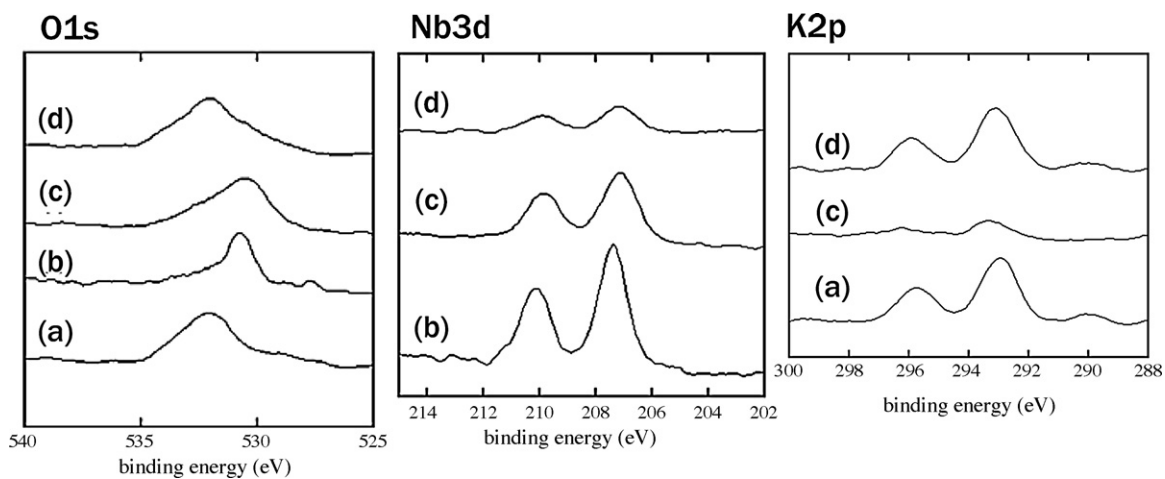 O1s
(d)
(c)
(b)
(a)
540 535 530 525
binding energy (eV)
Nb3d
(d)
(c)
(b)
214 212 210 208 206 204 202
binding energy (eV)
K2p
(d)
(c)
(a)
300 298 296 294 292 290 288
binding energy (eV)